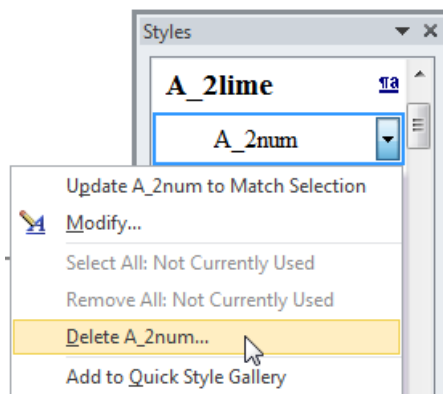 Styles
A_2lime ¶a
A_2num
Update A_2num to Match Selection
Modify...
Select All: Not Currently Used
Remove All: Not Currently Used
Delete A_2num...
Add to Quick Style Gallery